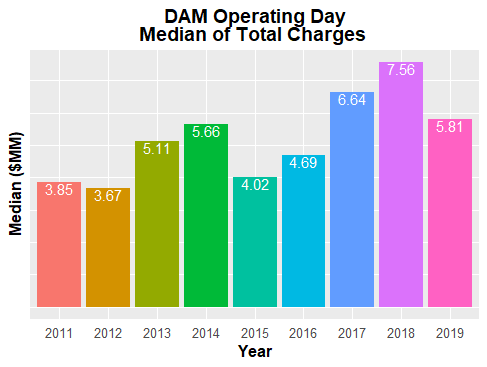 DAM Operating Day
Median of Total Charges
Median ($MM)
3.85
3.67
5.11
5.66
4.02
4.69
6.64
7.56
5.81
2011 2012 2013 2014 2015 2016 2017 2018 2019
Year